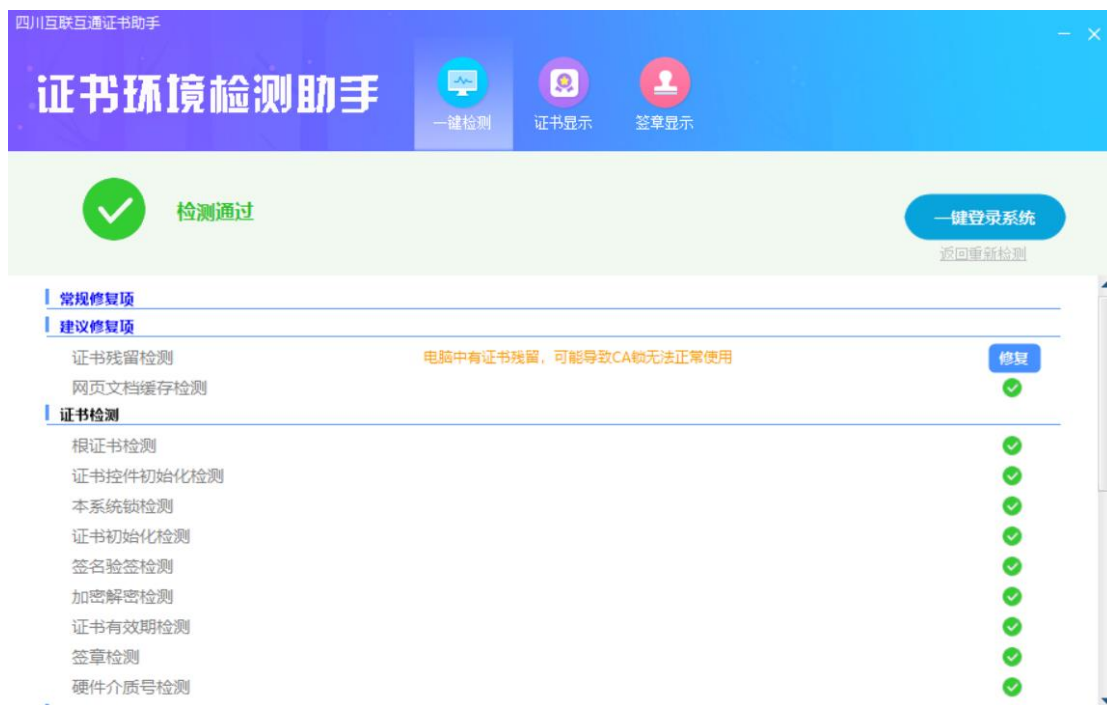 四川互联互通证书助手
证书环境检测助手
一键检测
证书显示
签章显示
检测通过
一键登录系统
返回重新检测
常规修复项
建议修复项
证书残留检测 电脑中有证书残留，可能导致CA锁无法正常使用 修复
网页文档缓存检测
证书检测
根证书检测
证书控件初始化检测
本系统锁检测
证书初始化检测
签名验签检测
加密解密检测
证书有效期检测
签章检测
硬件介质号检测